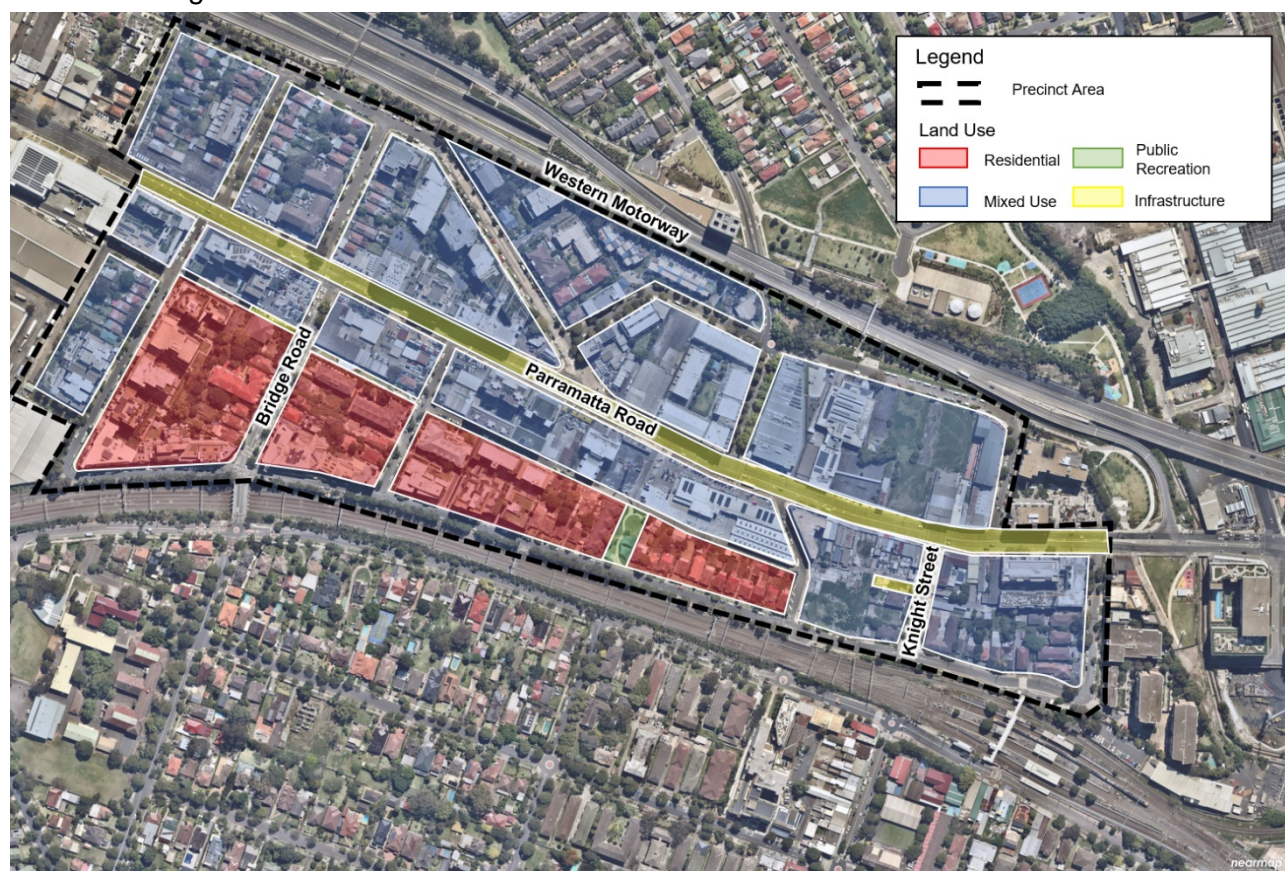 Legend
Precinct Area
Land Use
Residential
Public
Recreation
Mixed Use
Infrastructure
Western Motorway
Bridge Road
Parramatta Road
Knight Street
nearmap